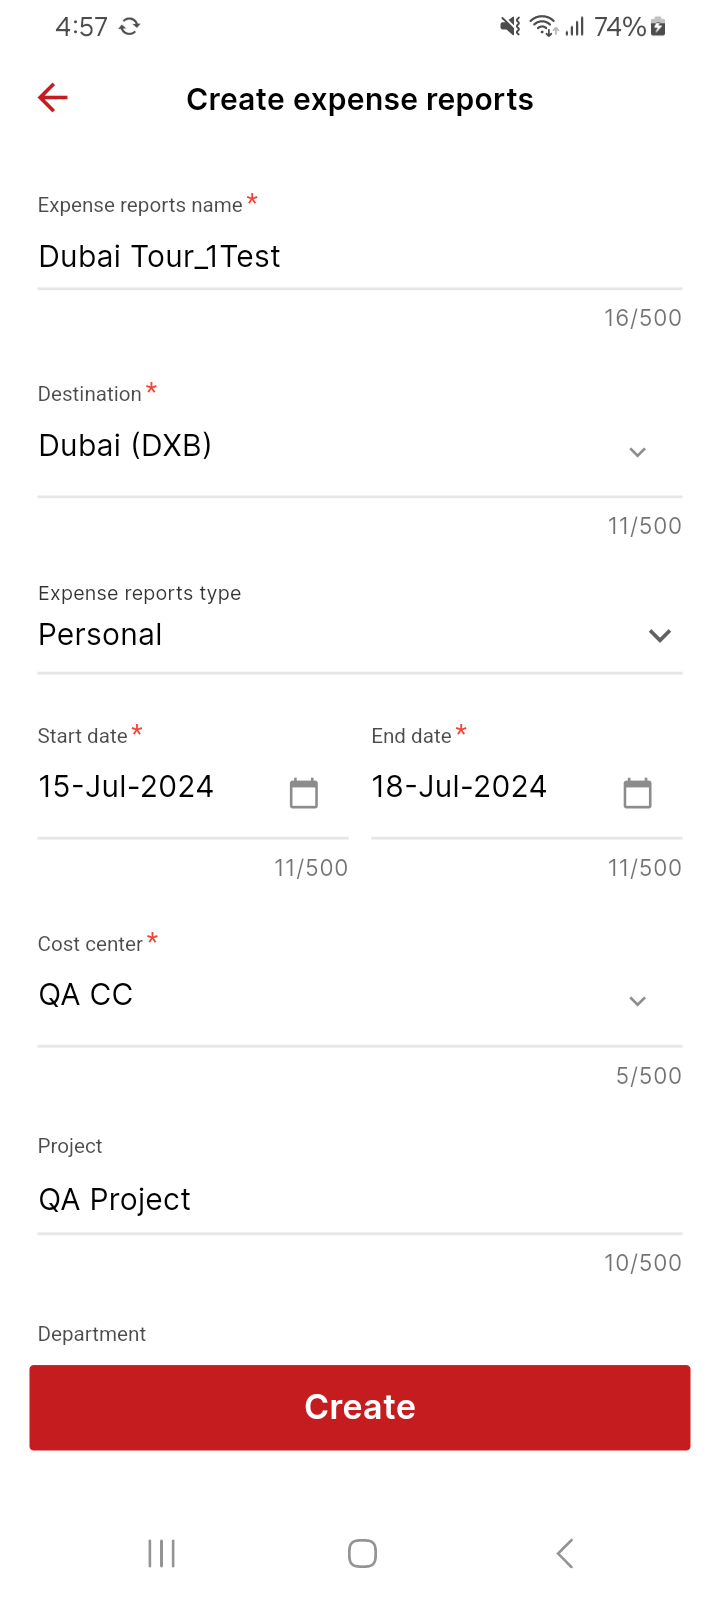 4:57 74%
Create expense reports
Expense reports name *
Dubai Tour_1Test
16/500
Destination *
Dubai (DXB)
11/500
Expense reports type
Personal
Start date * End date *
15-Jul-2024 18-Jul-2024
11/500 11/500
Cost center *
QA CC
5/500
Project
QA Project
10/500
Department
Create